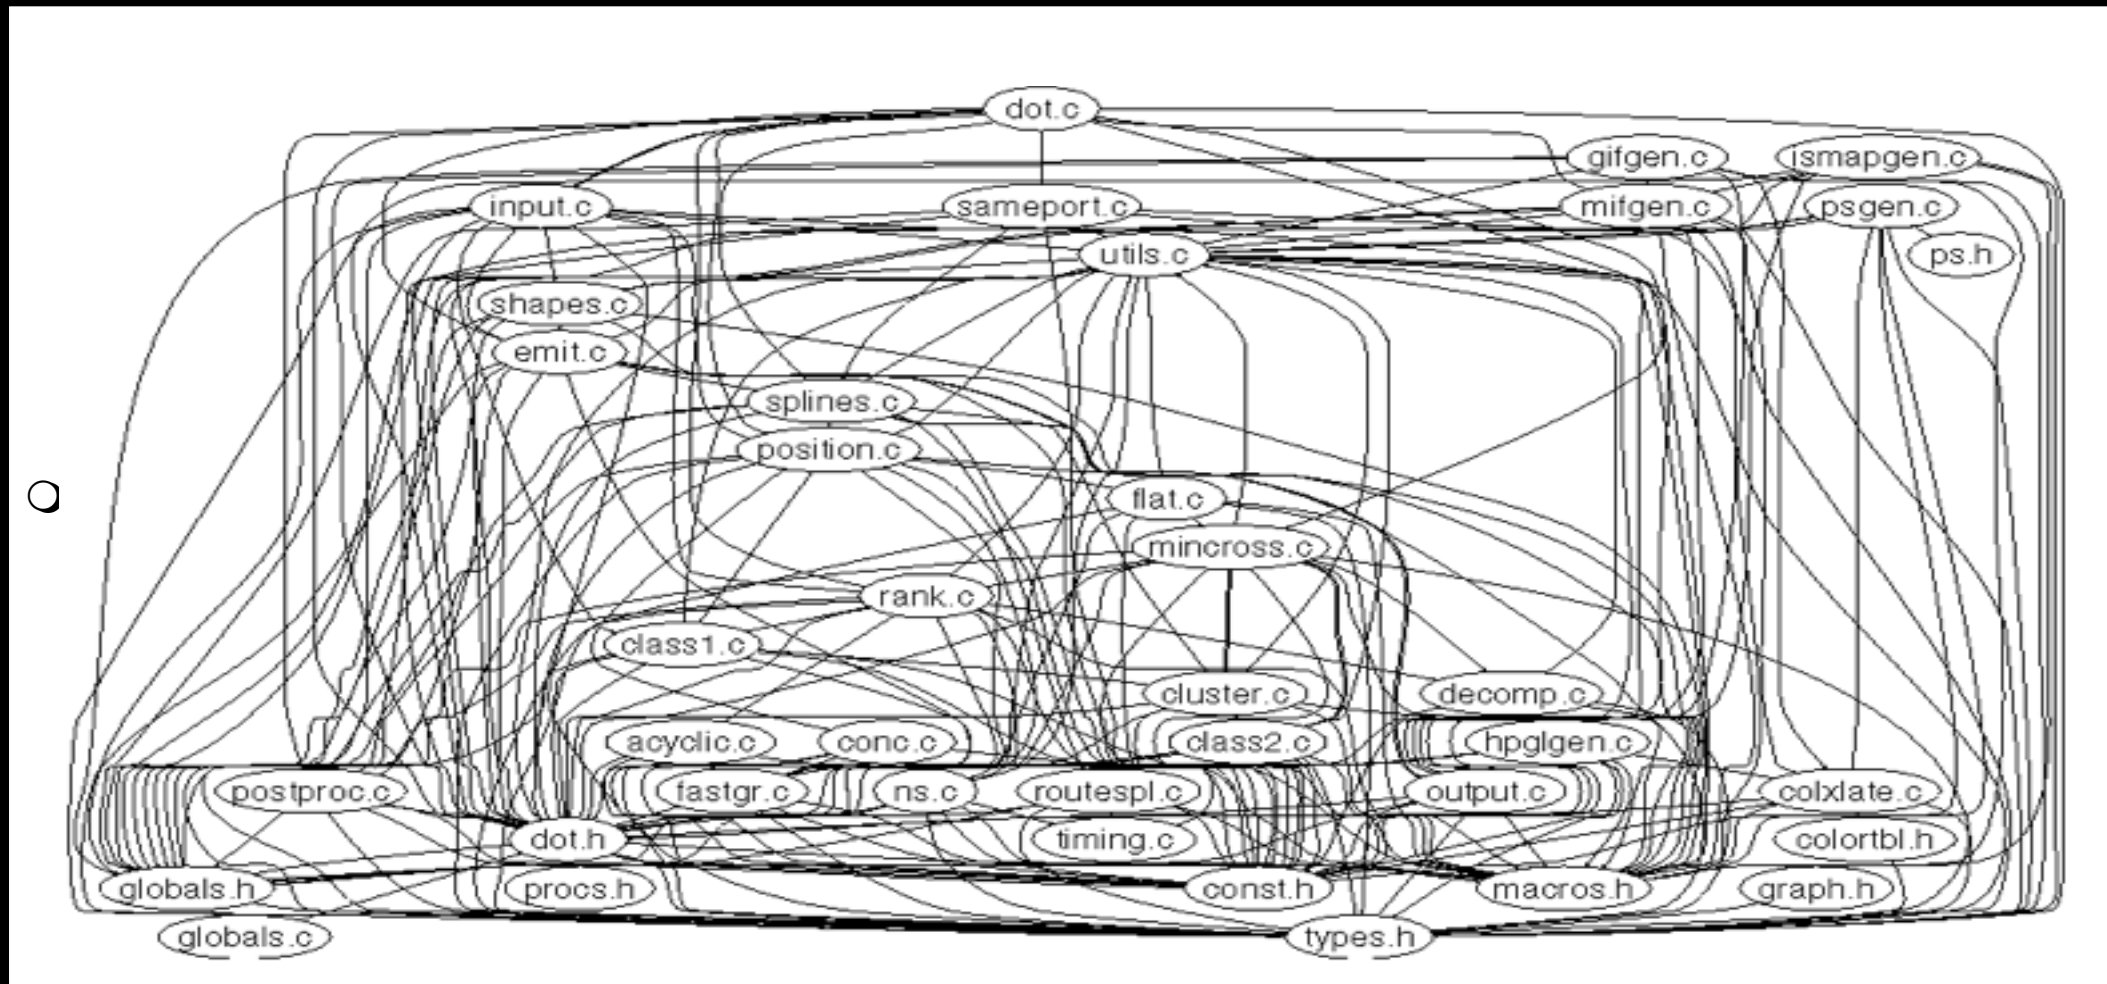 dot.c
gifgen.c ismapgen.c
input.c sameport.c mifgen.c psgen.c
utils.c ps.h
shapes.c
emit.c
splines.c
position.c
flat.c
mincross.c
rank.c
class1.c
cluster.c decomp.c
acyclic.c conc.c class2.c hpglgen.c
postproc.c fastgr.c ns.c routespl.c output.c colxlate.c
dot.h timing.c colortbl.h
globals.h procs.h const.h macros.h graph.h
globals.c types.h